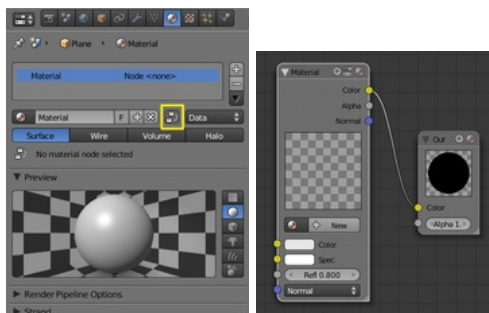 Plane
Material
Material
Node <none>
Material
F
Data
Surface
Wire
Volume
Halo
No material node selected
Preview
Render Pipeline Options
Strand
Material
Color
Alpha
Normal
New
Color
Spec
Refl 0.800
Normal
Out
Color
Alpha 1.